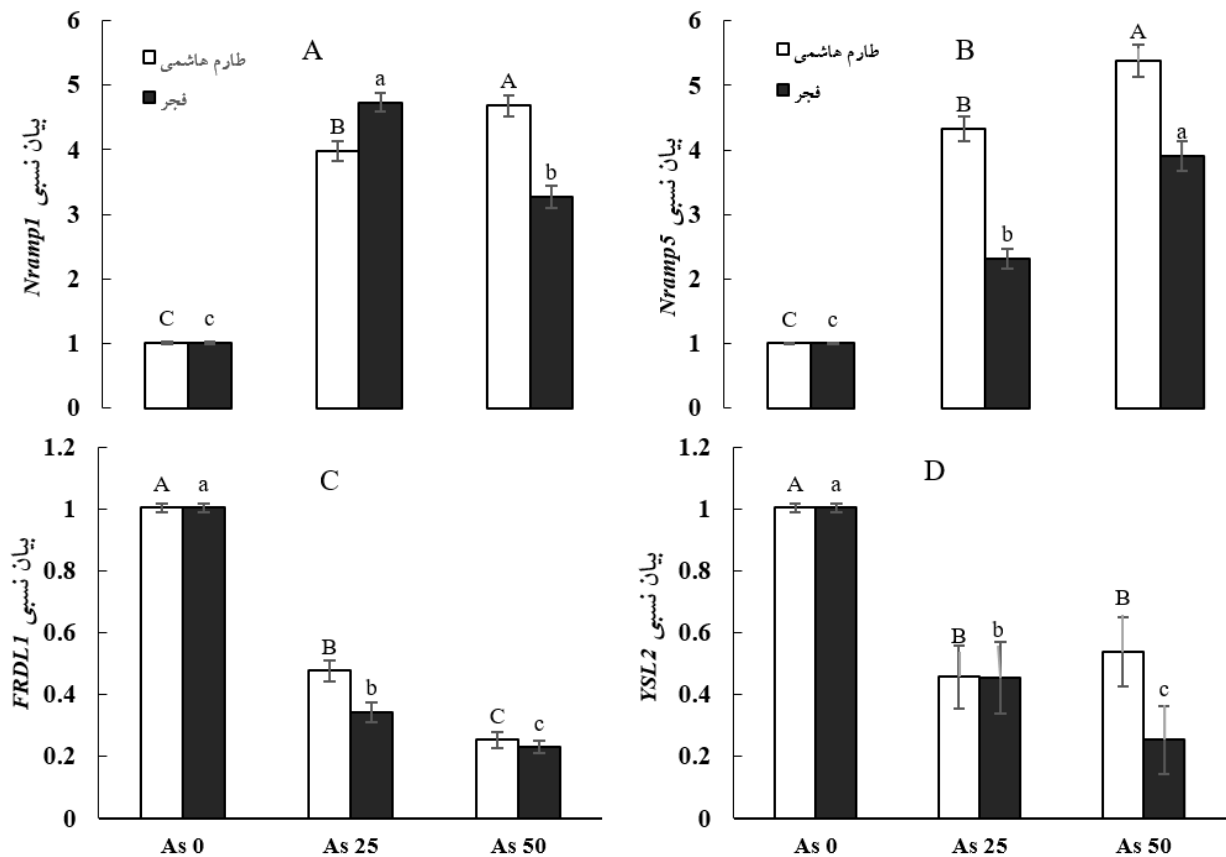 A
طارم هاشمی
فجر
بیان نسبی Nramp1
6
5
4
3
2
1
0
C
c
B
a
A
b
B
طارم هاشمی
فجر
بیان نسبی Nramp5
6
5
4
3
2
1
0
C
c
B
b
A
a
C
بیان نسبی FRDL1
1.2
1
0.8
0.6
0.4
0.2
0
A
a
B
b
C
c
As 0
As 25
As 50
D
بیان نسبی YSL2
1.2
1
0.8
0.6
0.4
0.2
0
A
a
B
b
B
c
As 0
As 25
As 50